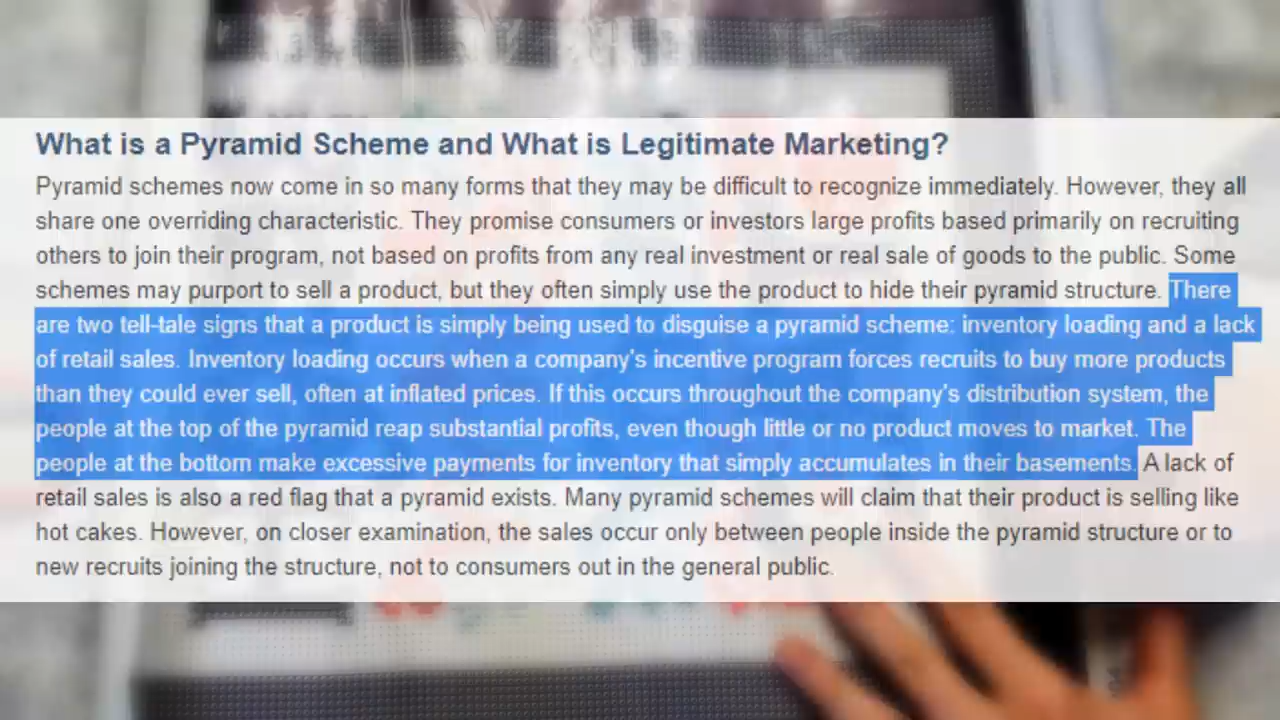 What is a Pyramid Scheme and What is Legitimate Marketing?
Pyramid schemes now come in so many forms that they may be difficult to recognize immediately. However, they all
share one overriding characteristic. They promise consumers or investors large profits based primarily on recruiting
others to join their program, not based on profits from any real investment or real sale of goods to the public. Some
schemes may purport to sell a product, but they often simply use the product to hide their pyramid structure. There
are two tell-tale signs that a product is simply being used to disguise a pyramid scheme: inventory loading and a lack
of retail sales. Inventory loading occurs when a company's incentive program forces recruits to buy more products
than they could ever sell, often at inflated prices. If this occurs throughout the company's distribution system, the
people at the top of the pyramid reap substantial profits, even though little or no product moves to market. The
people at the bottom make excessive payments for inventory that simply accumulates in their basements. A lack of
retail sales is also a red flag that a pyramid exists. Many pyramid schemes will claim that their product is selling like
hot cakes. However, on closer examination, the sales occur only between people inside the pyramid structure or to
new recruits joining the structure, not to consumers out in the general public.